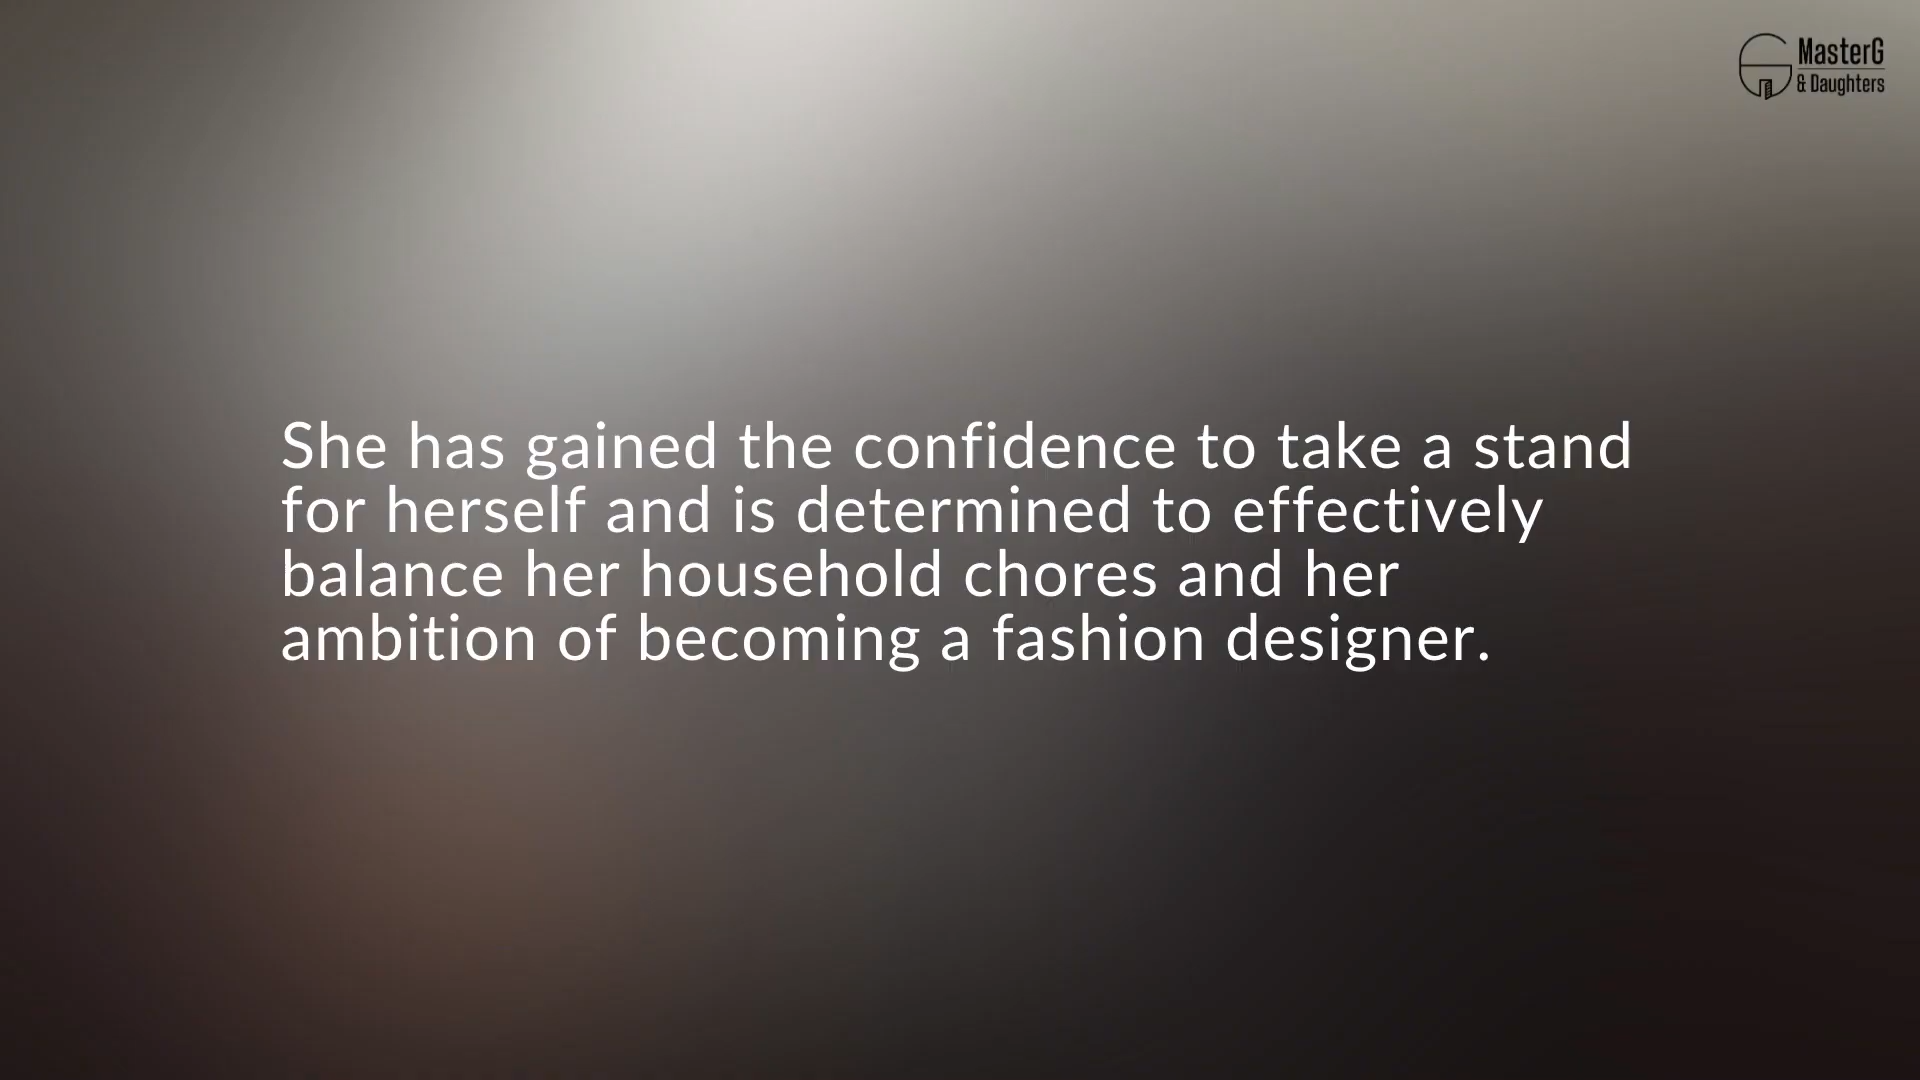 MasterG
& Daughters
She has gained the confidence to take a stand
for herself and is determined to effectively
balance her household chores and her
ambition of becoming a fashion designer.